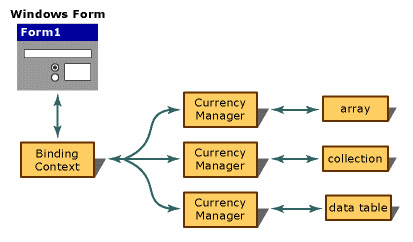 Windows Form
Form1
Currency
Manager
array
Binding
Context
Currency
Manager
collection
Currency
Manager
data table